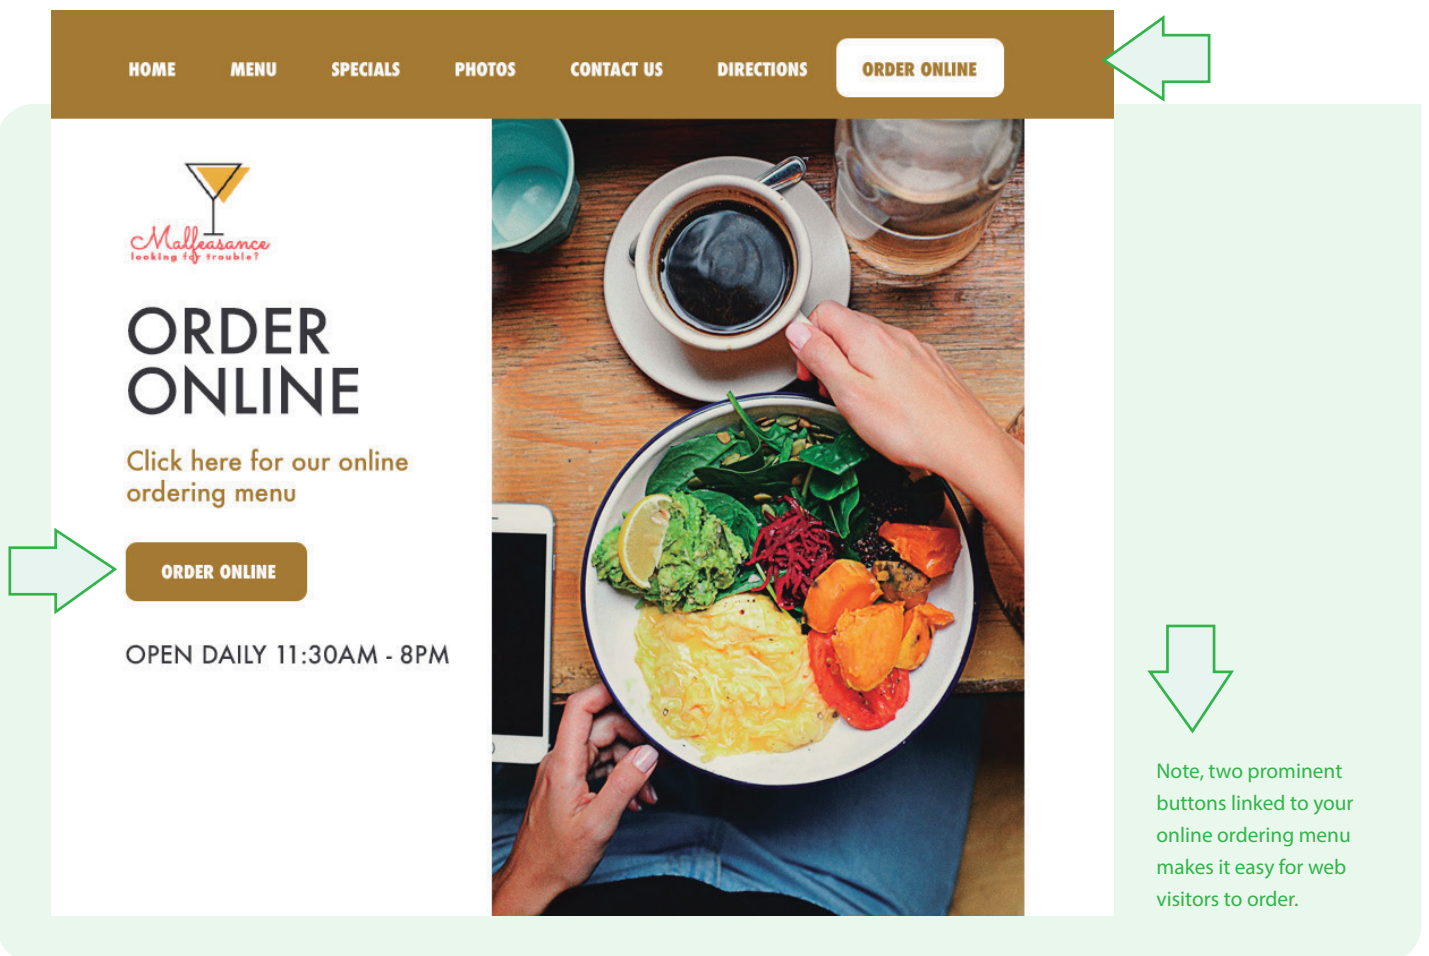 HOME MENU SPECIALS PHOTOS CONTACT US DIRECTIONS ORDER ONLINE
Malfeasance
looking for trouble?
ORDER
ONLINE
Click here for our online
ordering menu
ORDER ONLINE
OPEN DAILY 11:30AM - 8PM
Note, two prominent
buttons linked to your
online ordering menu
makes it easy for web
visitors to order.